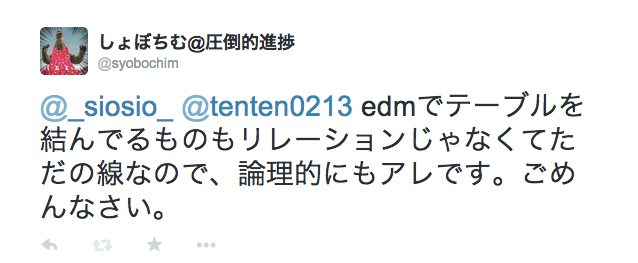 しょぼちむ@圧倒的進捗
@syobochim
@_siosio_ @tenten0213 edmでテーブルを
結んでるものもリレーションじゃなくてた
だの線なので、論理的にもアレです。ごめ
んなさい。